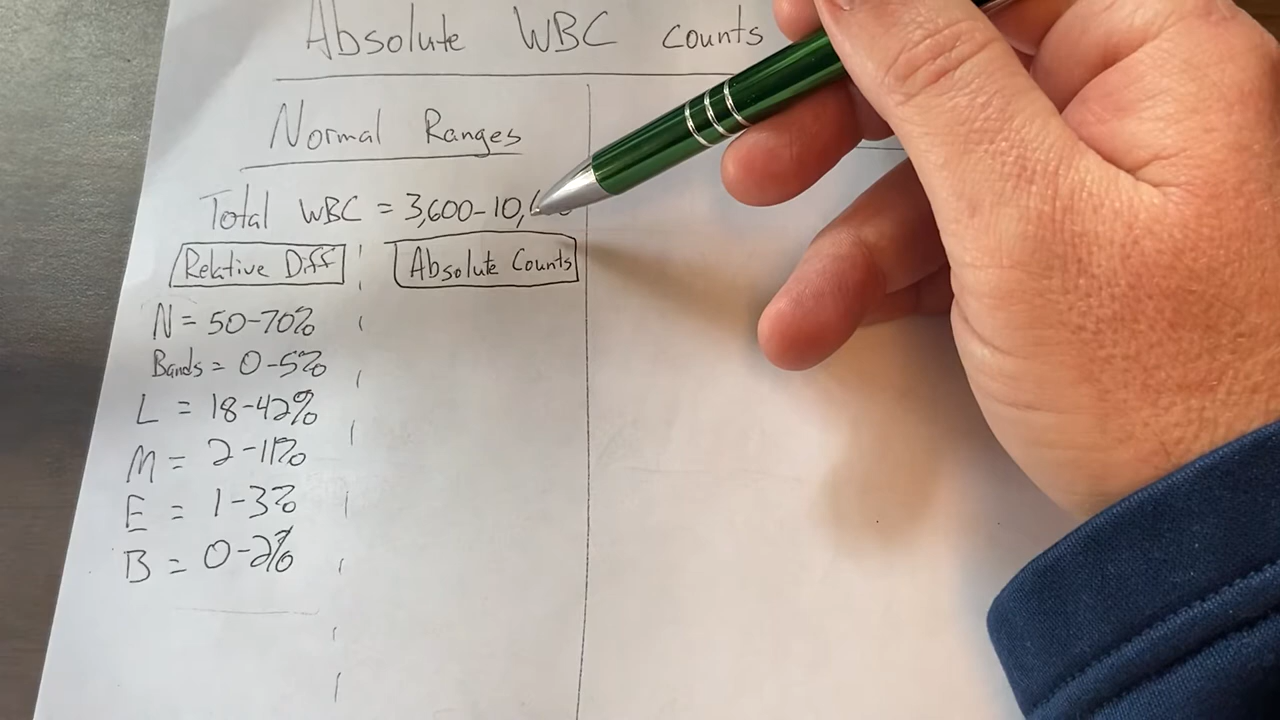 Absolute WBC counts
Normal Ranges
Total WBC = 3,600-10,
Relative Diff
Absolute Counts
N = 50-70%
Bands = 0-5%
L = 18-42%
M = 2-11%
E = 1-3%
B = 0-2%